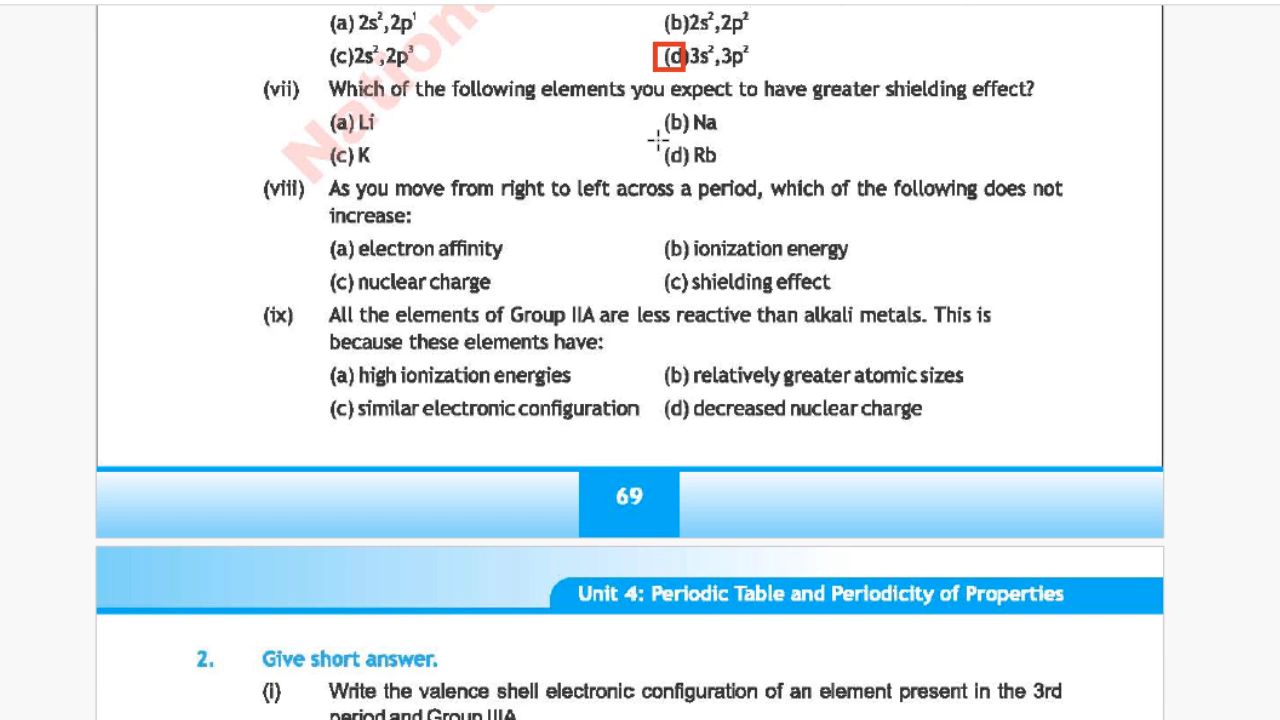 (a) 2s²,2p¹ (b)2s²,2p²
(c)2s²,2p³ (d)3s²,3p²
(vii) Which of the following elements you expect to have greater shielding effect?
(a) Li (b) Na
(c) K (d) Rb
(viii) As you move from right to left across a period, which of the following does not
increase:
(a) electron affinity (b) ionization energy
(c) nuclear charge (c) shielding effect
(ix) All the elements of Group IIA are less reactive than alkali metals. This is
because these elements have:
(a) high ionization energies (b) relatively greater atomic sizes
(c) similar electronic configuration (d) decreased nuclear charge
69
Unit 4: Periodic Table and Periodicity of Properties
2. Give short answer.
(i) Write the valence shell electronic configuration of an element present in the 3rd
period and Group IIIA
Nation